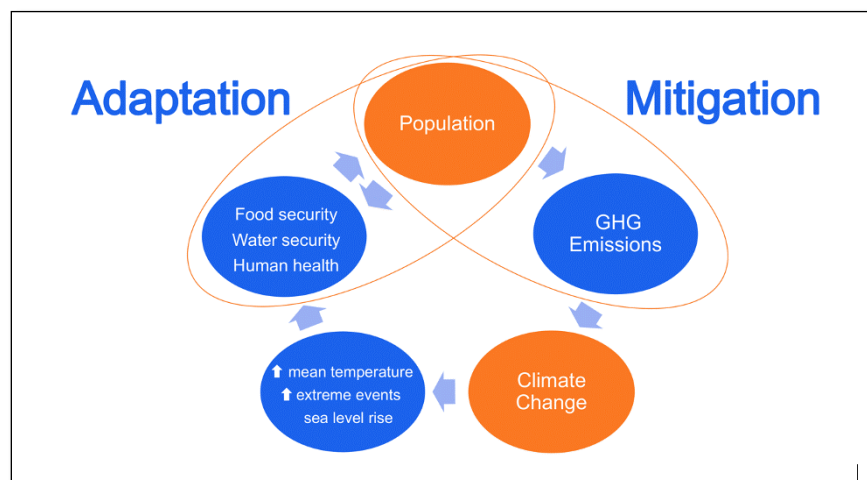 Adaptation
Mitigation
Population
Food security
Water security
Human health
GHG
Emissions
⬆ mean temperature
⬆ extreme events
sea level rise
Climate
Change